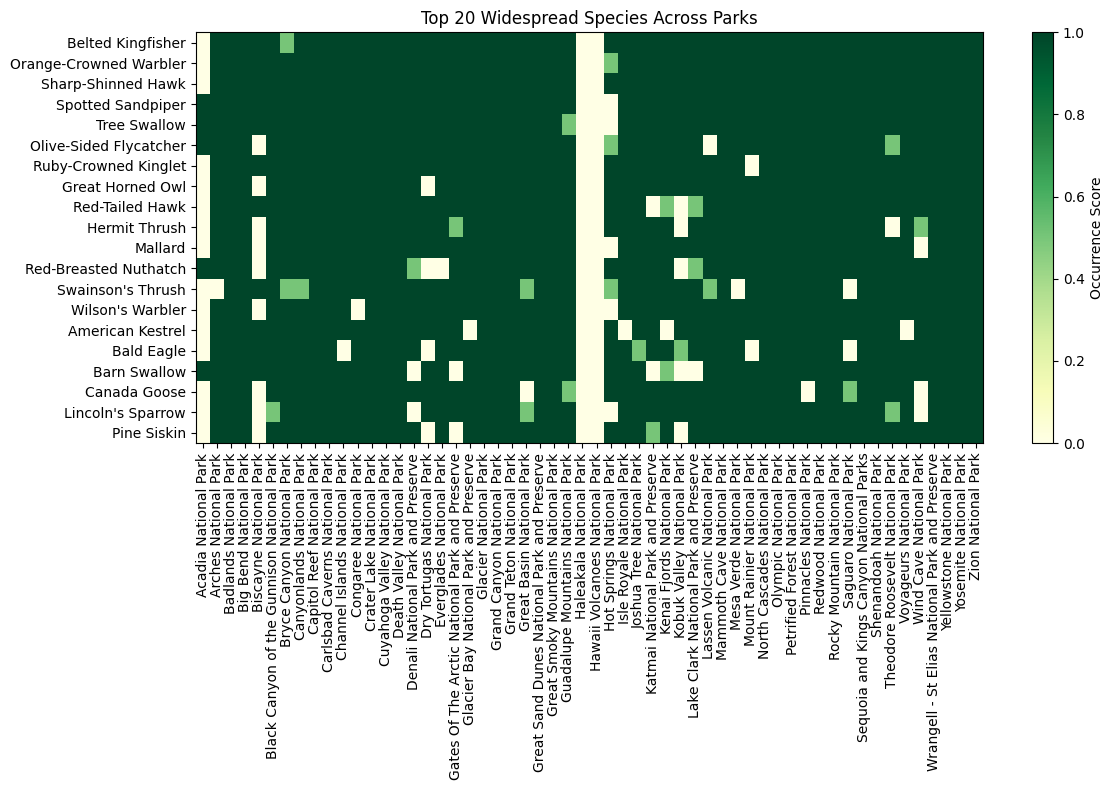 Top 20 Widespread Species Across Parks
Belted Kingfisher
Orange-Crowned Warbler
Sharp-Shinned Hawk
Spotted Sandpiper
Tree Swallow
Olive-Sided Flycatcher
Ruby-Crowned Kinglet
Great Horned Owl
Red-Tailed Hawk
Hermit Thrush
Mallard
Red-Breasted Nuthatch
Swainson's Thrush
Wilson's Warbler
American Kestrel
Bald Eagle
Barn Swallow
Canada Goose
Lincoln's Sparrow
Pine Siskin
Acadia National Park
Arches National Park
Badlands National Park
Big Bend National Park
Biscayne National Park
Black Canyon of the Gunnison National Park
Bryce Canyon National Park
Canyonlands National Park
Capitol Reef National Park
Carlsbad Caverns National Park
Channel Islands National Park
Congaree National Park
Crater Lake National Park
Cuyahoga Valley National Park
Death Valley National Park
Denali National Park and Preserve
Dry Tortugas National Park
Everglades National Park
Gates Of The Arctic National Park and Preserve
Glacier Bay National Park and Preserve
Glacier National Park
Grand Canyon National Park
Grand Teton National Park
Great Basin National Park
Great Sand Dunes National Park and Preserve
Great Smoky Mountains National Park
Guadalupe Mountains National Park
Haleakala National Park
Hawaii Volcanoes National Park
Hot Springs National Park
Isle Royale National Park
Joshua Tree National Park
Katmai National Park and Preserve
Kenai Fjords National Park
Kobuk Valley National Park
Lake Clark National Park and Preserve
Lassen Volcanic National Park
Mammoth Cave National Park
Mesa Verde National Park
Mount Rainier National Park
North Cascades National Park
Olympic National Park
Petrified Forest National Park
Pinnacles National Park
Redwood National Park
Rocky Mountain National Park
Saguaro National Park
Sequoia and Kings Canyon National Parks
Shenandoah National Park
Theodore Roosevelt National Park
Voyageurs National Park
Wind Cave National Park
Wrangell - St Elias National Park and Preserve
Yellowstone National Park
Yosemite National Park
Zion National Park
1.0
0.8
0.6
0.4
0.2
0.0
Occurrence Score